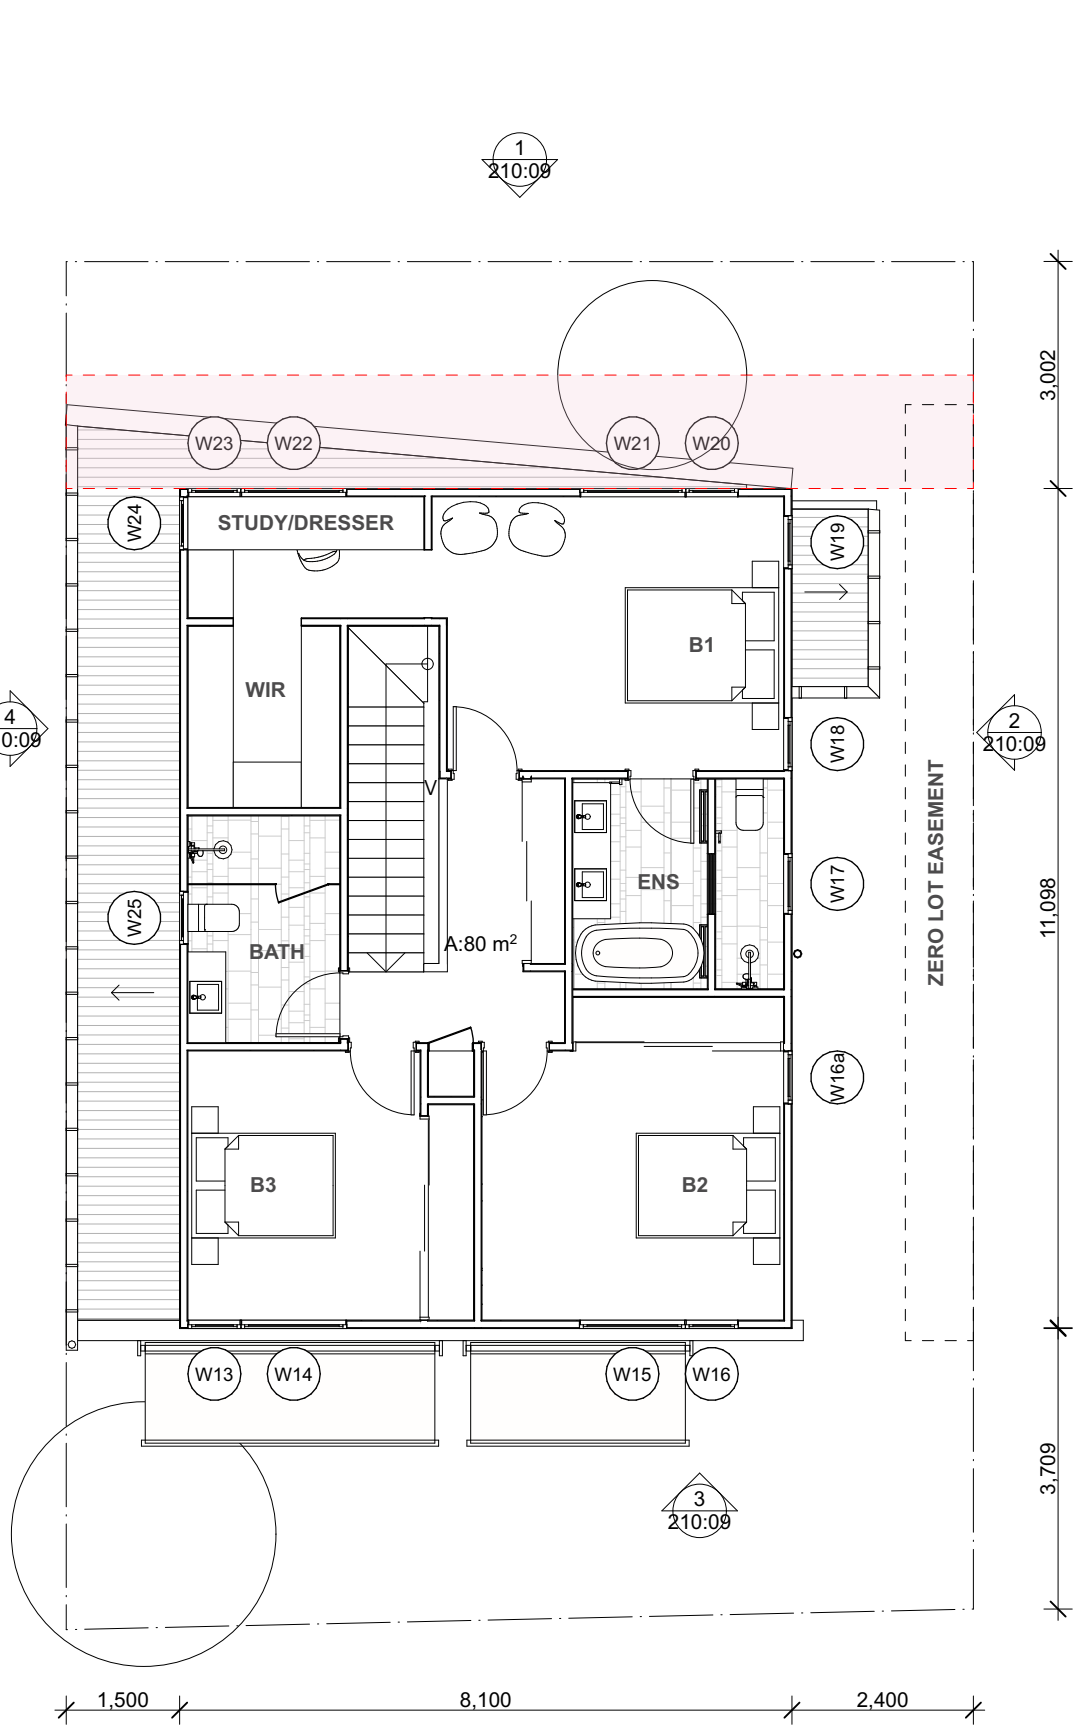 1
210:09
3,002
W23
W22
W21
W20
W24
STUDY/DRESSER
W19
B1
WIR
4
0:09
W18
2
210:09
V
ZERO LOT EASEMENT
W17
ENS
W25
BATH
A:80 m²
11,098
W16a
B3
B2
W13
W14
W15
W16
3
210:09
3,709
1,500
8,100
2,400